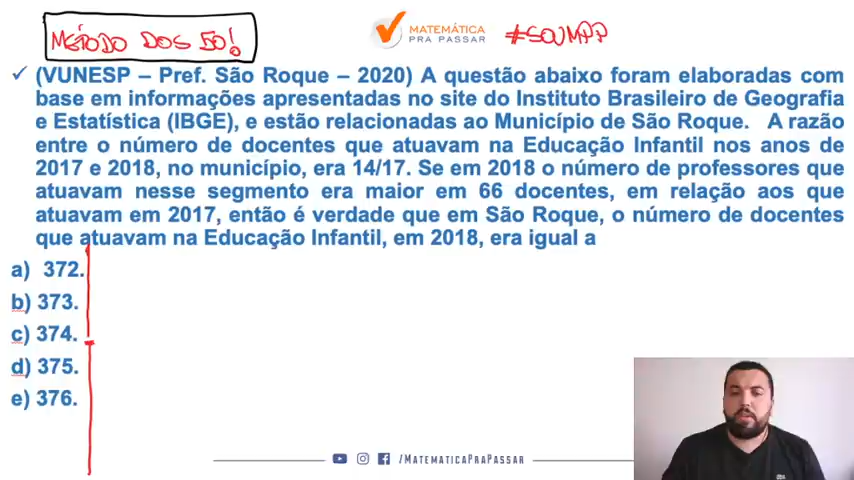 MÉTODO DOS 50!
MATEMÁTICA
PRA PASSAR
#SOUMPP
(VUNESP – Pref. São Roque – 2020) A questão abaixo foram elaboradas com
base em informações apresentadas no site do Instituto Brasileiro de Geografia
e Estatística (IBGE), e estão relacionadas ao Município de São Roque. A razão
entre o número de docentes que atuavam na Educação Infantil nos anos de
2017 e 2018, no município, era 14/17. Se em 2018 o número de professores que
atuavam nesse segmento era maior em 66 docentes, em relação aos que
atuavam em 2017, então é verdade que em São Roque, o número de docentes
que atuavam na Educação Infantil, em 2018, era igual a
a) 372.
b) 373.
c) 374.
d) 375.
e) 376.
/MATEMATICAPRAPASSAR